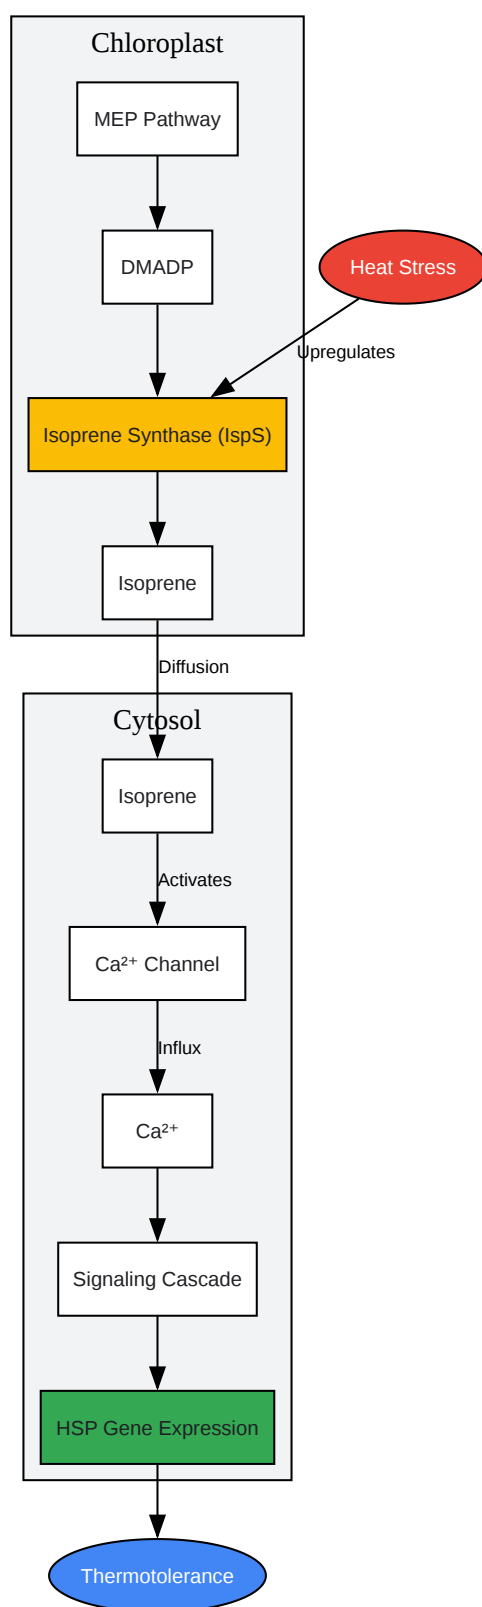 Chloroplast
MEP Pathway
DMADP
Heat Stress
Upregulates
Isoprene Synthase (IspS)
Isoprene
Diffusion
Cytosol
Isoprene
Activates
Ca²⁺ Channel
Influx
Ca²⁺
Signaling Cascade
HSP Gene Expression
Thermotolerance